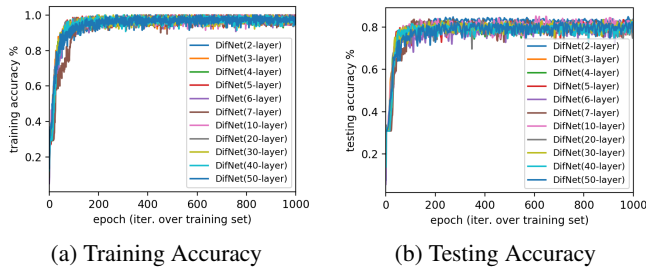 1.0
0.8
0.6
0.4
0.2
training accuracy %
DifNet(2-layer)
DifNet(3-layer)
DifNet(4-layer)
DifNet(5-layer)
DifNet(6-layer)
DifNet(7-layer)
DifNet(10-layer)
DifNet(20-layer)
DifNet(30-layer)
DifNet(40-layer)
DifNet(50-layer)
0 200 400 600 800 1000
epoch (iter. over training set)
(a) Training Accuracy
0.8
0.6
0.4
0.2
testing accuracy %
DifNet(2-layer)
DifNet(3-layer)
DifNet(4-layer)
DifNet(5-layer)
DifNet(6-layer)
DifNet(7-layer)
DifNet(10-layer)
DifNet(20-layer)
DifNet(30-layer)
DifNet(40-layer)
DifNet(50-layer)
0 200 400 600 800 1000
epoch (iter. over training set)
(b) Testing Accuracy